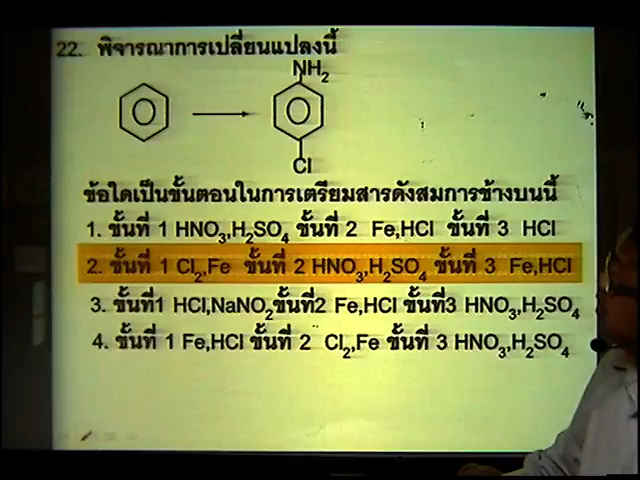 22. พิจารณาการเปลี่ยนแปลงนี้
NH₂
Cl
ข้อใดเป็นขั้นตอนในการเตรียมสารดังสมการข้างบนนี้
1. ขั้นที่ 1 HNO₃,H₂SO₄ ขั้นที่ 2 Fe,HCl ขั้นที่ 3 HCl
2. ขั้นที่ 1 Cl₂,Fe ขั้นที่ 2 HNO₃,H₂SO₄ ขั้นที่ 3 Fe,HCl
3. ขั้นที่1 HCl,NaNO₂ขั้นที่2 Fe,HCl ขั้นที่3 HNO₃,H₂SO₄
4. ขั้นที่ 1 Fe,HCl ขั้นที่ 2 Cl₂,Fe ขั้นที่ 3 HNO₃,H₂SO₄